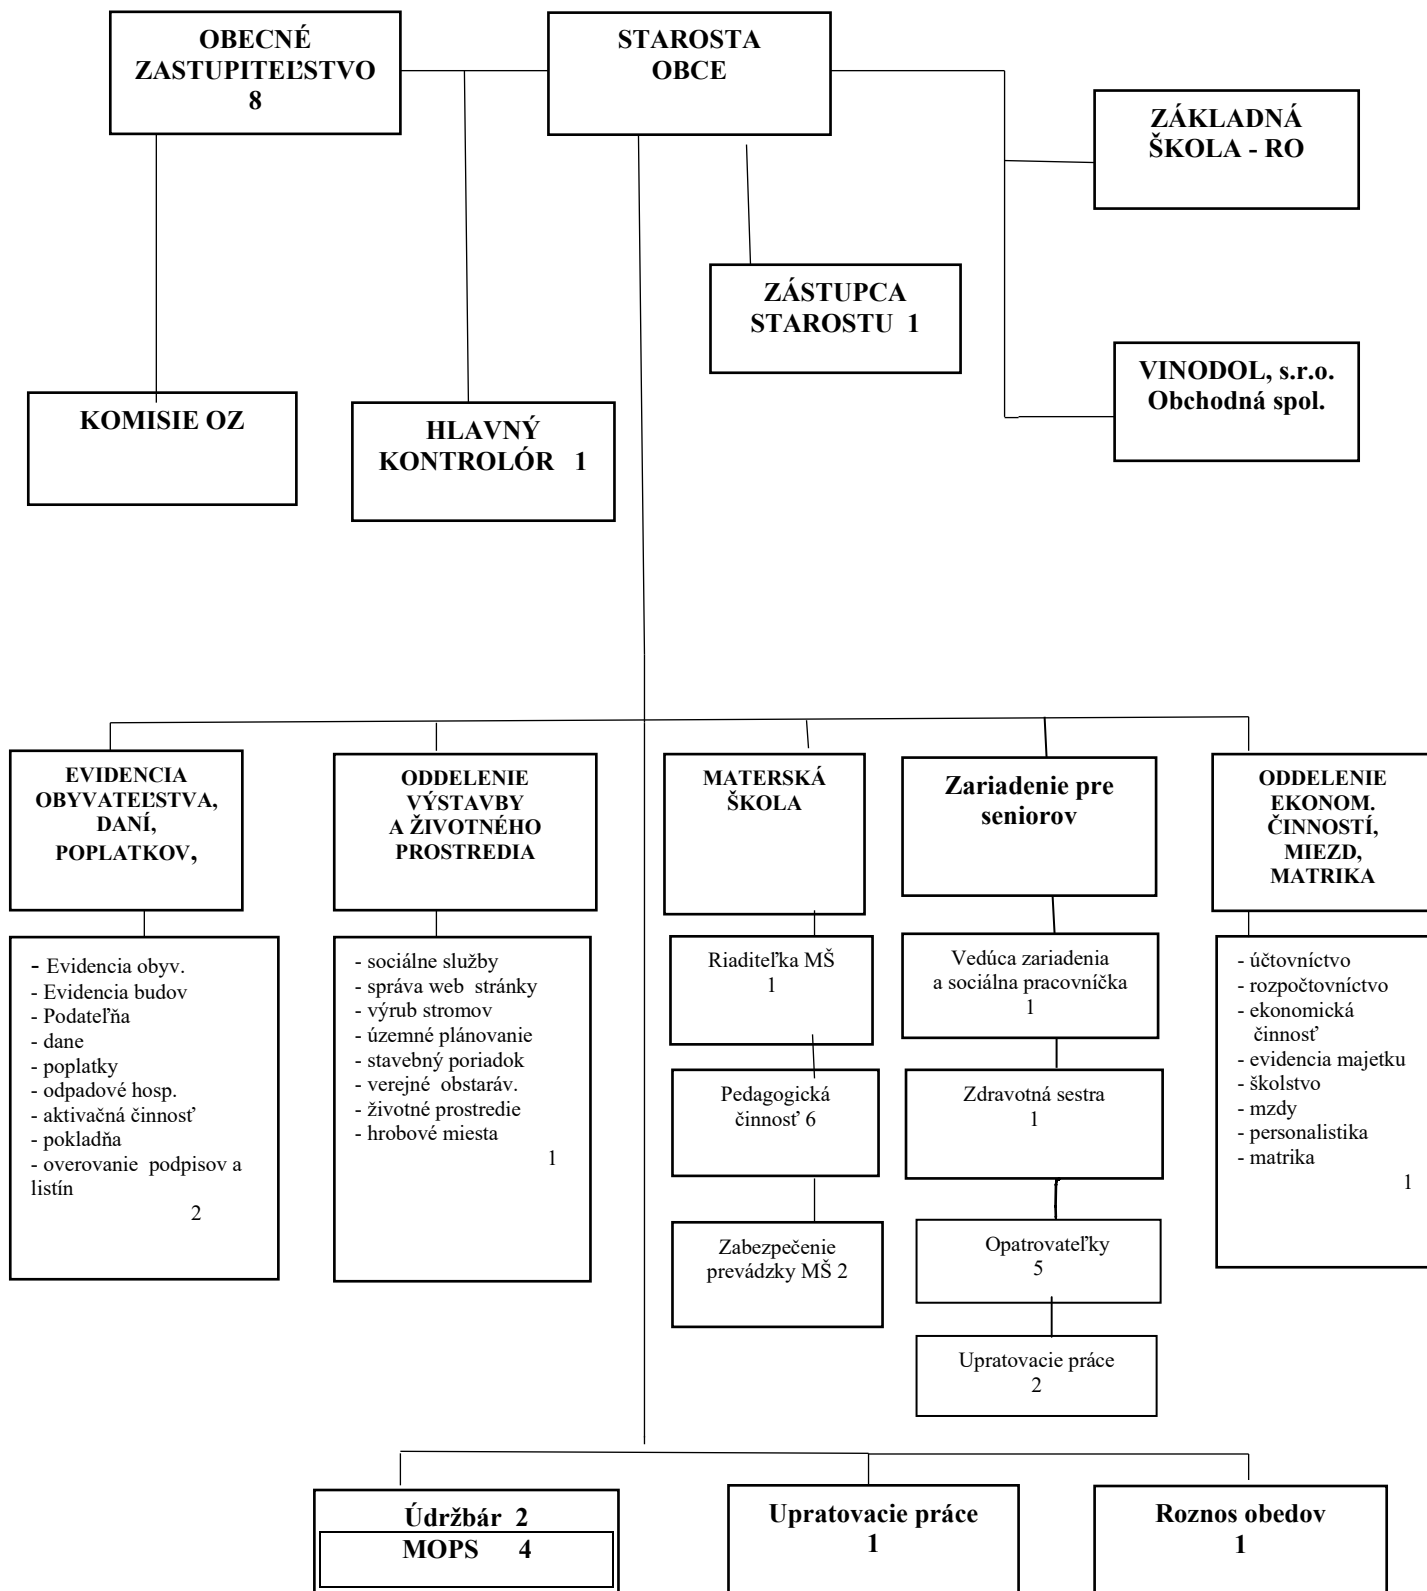 OBECNÉ
ZASTUPITEĽSTVO
8
STAROSTA
OBCE
ZÁKLADNÁ
ŠKOLA - RO
ZÁSTUPCA
STAROSTU 1
VINODOL, s.r.o.
Obchodná spol.
KOMISIE OZ
HLAVNÝ
KONTROLÓR 1
EVIDENCIA
OBYVATEĽSTVA,
DANÍ,
POPLATKOV,
ODDELENIE
VÝSTAVBY
A ŽIVOTNÉHO
PROSTREDIA
MATERSKÁ
ŠKOLA
Zariadenie pre
seniorov
ODDELENIE
EKONOM.
ČINNOSTÍ,
MIEZD,
MATRIKA
- Evidencia obyv.
- Evidencia budov
- Podateľňa
- dane
- poplatky
- odpadové hosp.
- aktivačná činnosť
- pokladňa
- overovanie podpisov a
listín
2
- sociálne služby
- správa web stránky
- výrub stromov
- územné plánovanie
- stavebný poriadok
- verejné obstaráv.
- životné prostredie
- hrobové miesta
1
Riaditeľka MŠ
1
Pedagogická
činnosť 6
Zabezpečenie
prevádzky MŠ 2
Vedúca zariadenia
a sociálna pracovníčka
1
Zdravotná sestra
1
Opatrovateľky
5
Upratovacie práce
2
- účtovníctvo
- rozpočtovníctvo
- ekonomická
činnosť
- evidencia majetku
- školstvo
- mzdy
- personalistika
- matrika
1
Údržbár 2
MOPS 4
Upratovacie práce
1
Roznos obedov
1